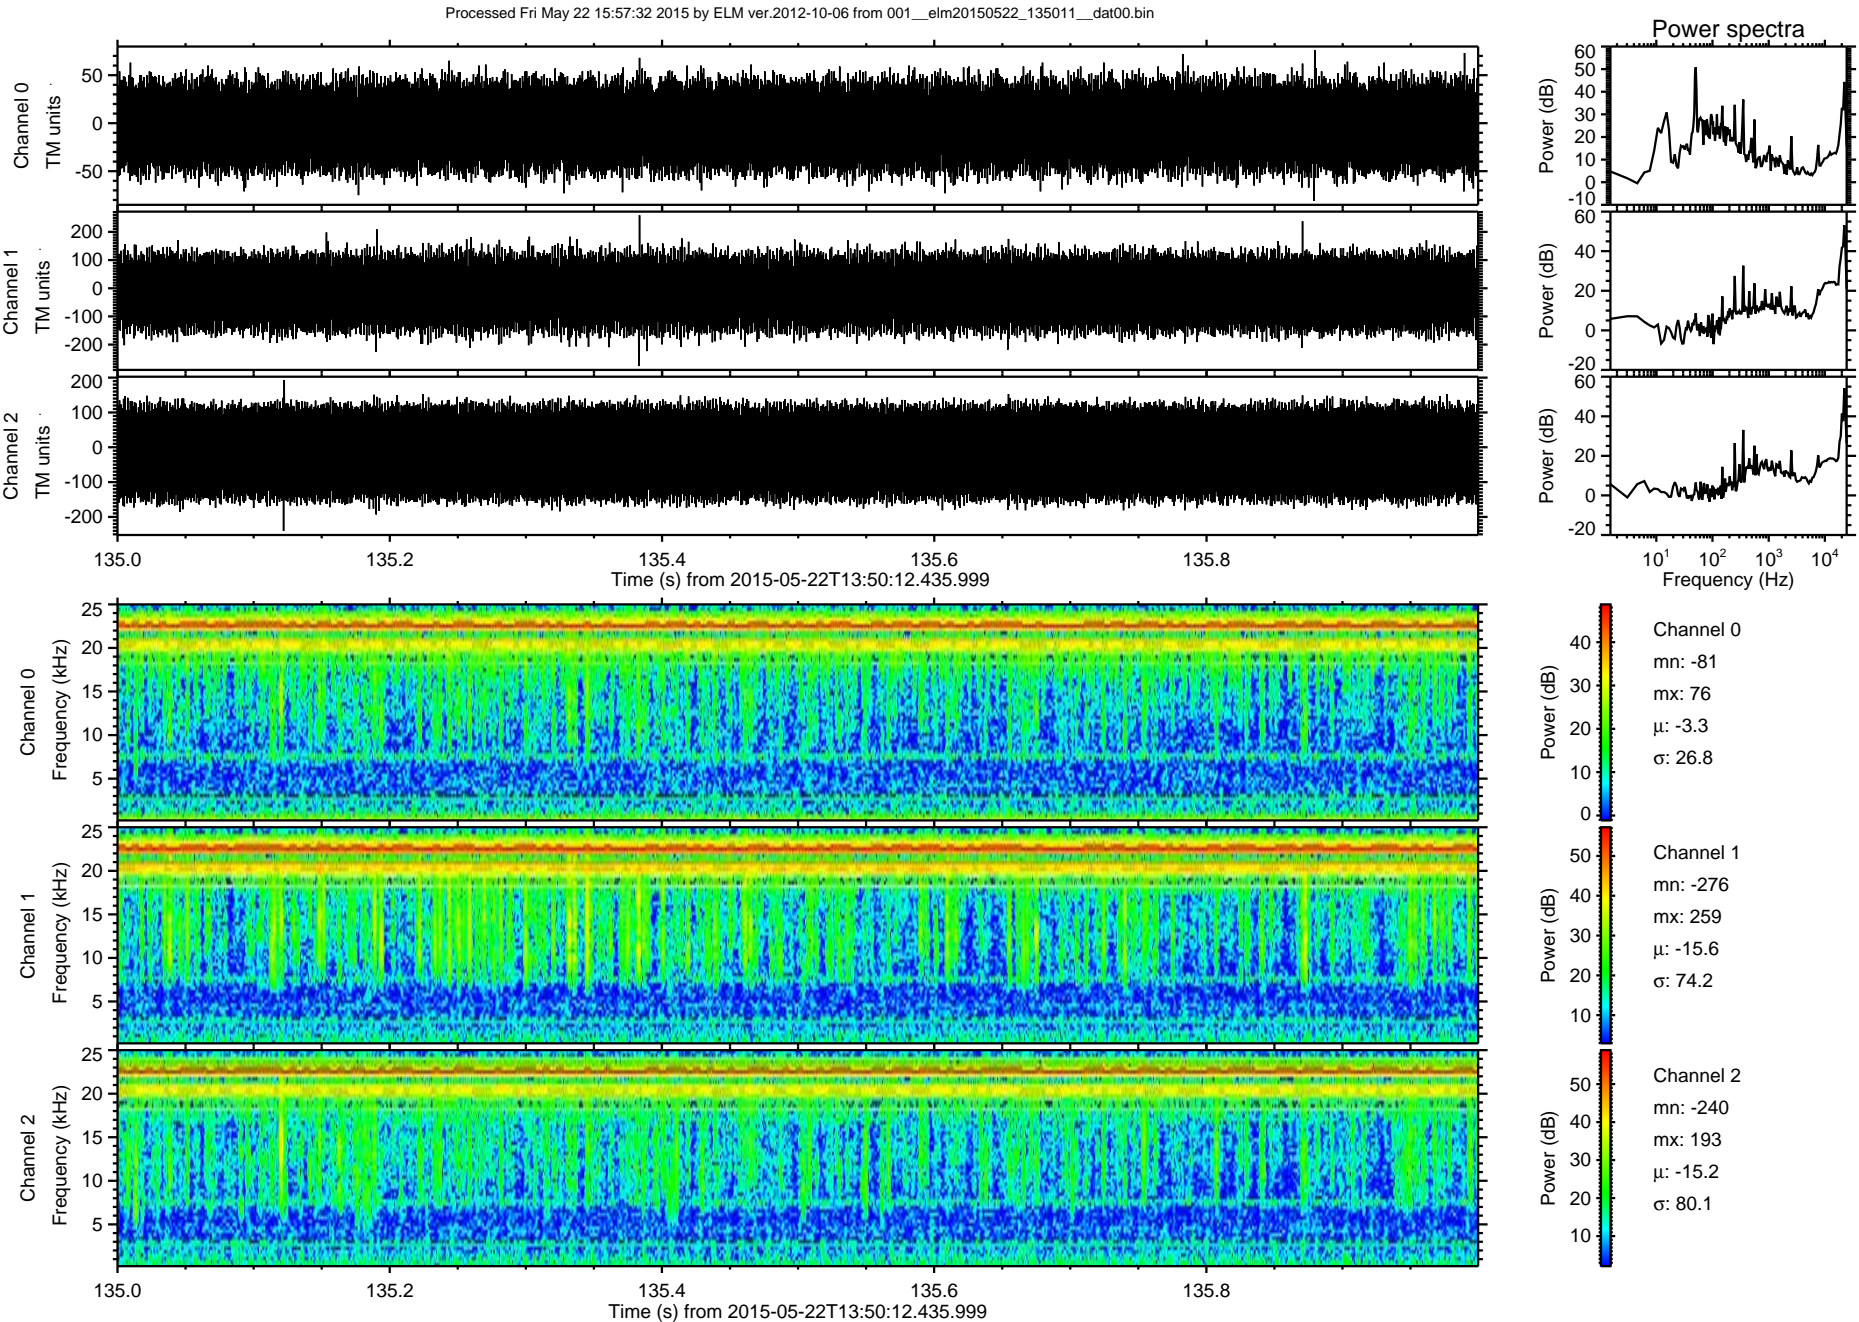 Processed Fri May 22 15:57:32 2015 by ELM ver.2012-10-06 from 001__elm20150522_135011__dat00.bin
Power spectra
Channel 0
TM units
50
0
-50
Power (dB)
60
50
40
30
20
10
0
-10
Channel 1
TM units
200
100
0
-100
-200
Power (dB)
60
40
20
0
-20
Channel 2
TM units
200
100
0
-100
-200
Power (dB)
60
40
20
0
-20
135.0 135.2 135.4 135.6 135.8
Time (s) from 2015-05-22T13:50:12.435.999
10¹ 10² 10³ 10⁴
Frequency (Hz)
Channel 0
Frequency (kHz)
25
20
15
10
5
Power (dB)
40
30
20
10
0
Channel 0
mn: -81
mx: 76
μ: -3.3
σ: 26.8
Channel 1
Frequency (kHz)
25
20
15
10
5
Power (dB)
50
40
30
20
10
Channel 1
mn: -276
mx: 259
μ: -15.6
σ: 74.2
Channel 2
Frequency (kHz)
25
20
15
10
5
Power (dB)
50
40
30
20
10
Channel 2
mn: -240
mx: 193
μ: -15.2
σ: 80.1
135.0 135.2 135.4 135.6 135.8
Time (s) from 2015-05-22T13:50:12.435.999